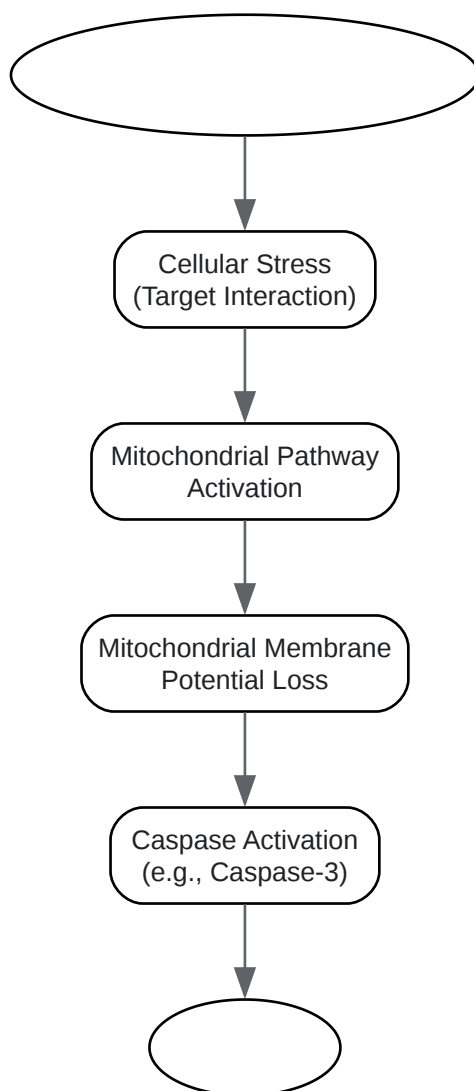 Cellular Stress
(Target Interaction)
Mitochondrial Pathway
Activation
Mitochondrial Membrane
Potential Loss
Caspase Activation
(e.g., Caspase-3)